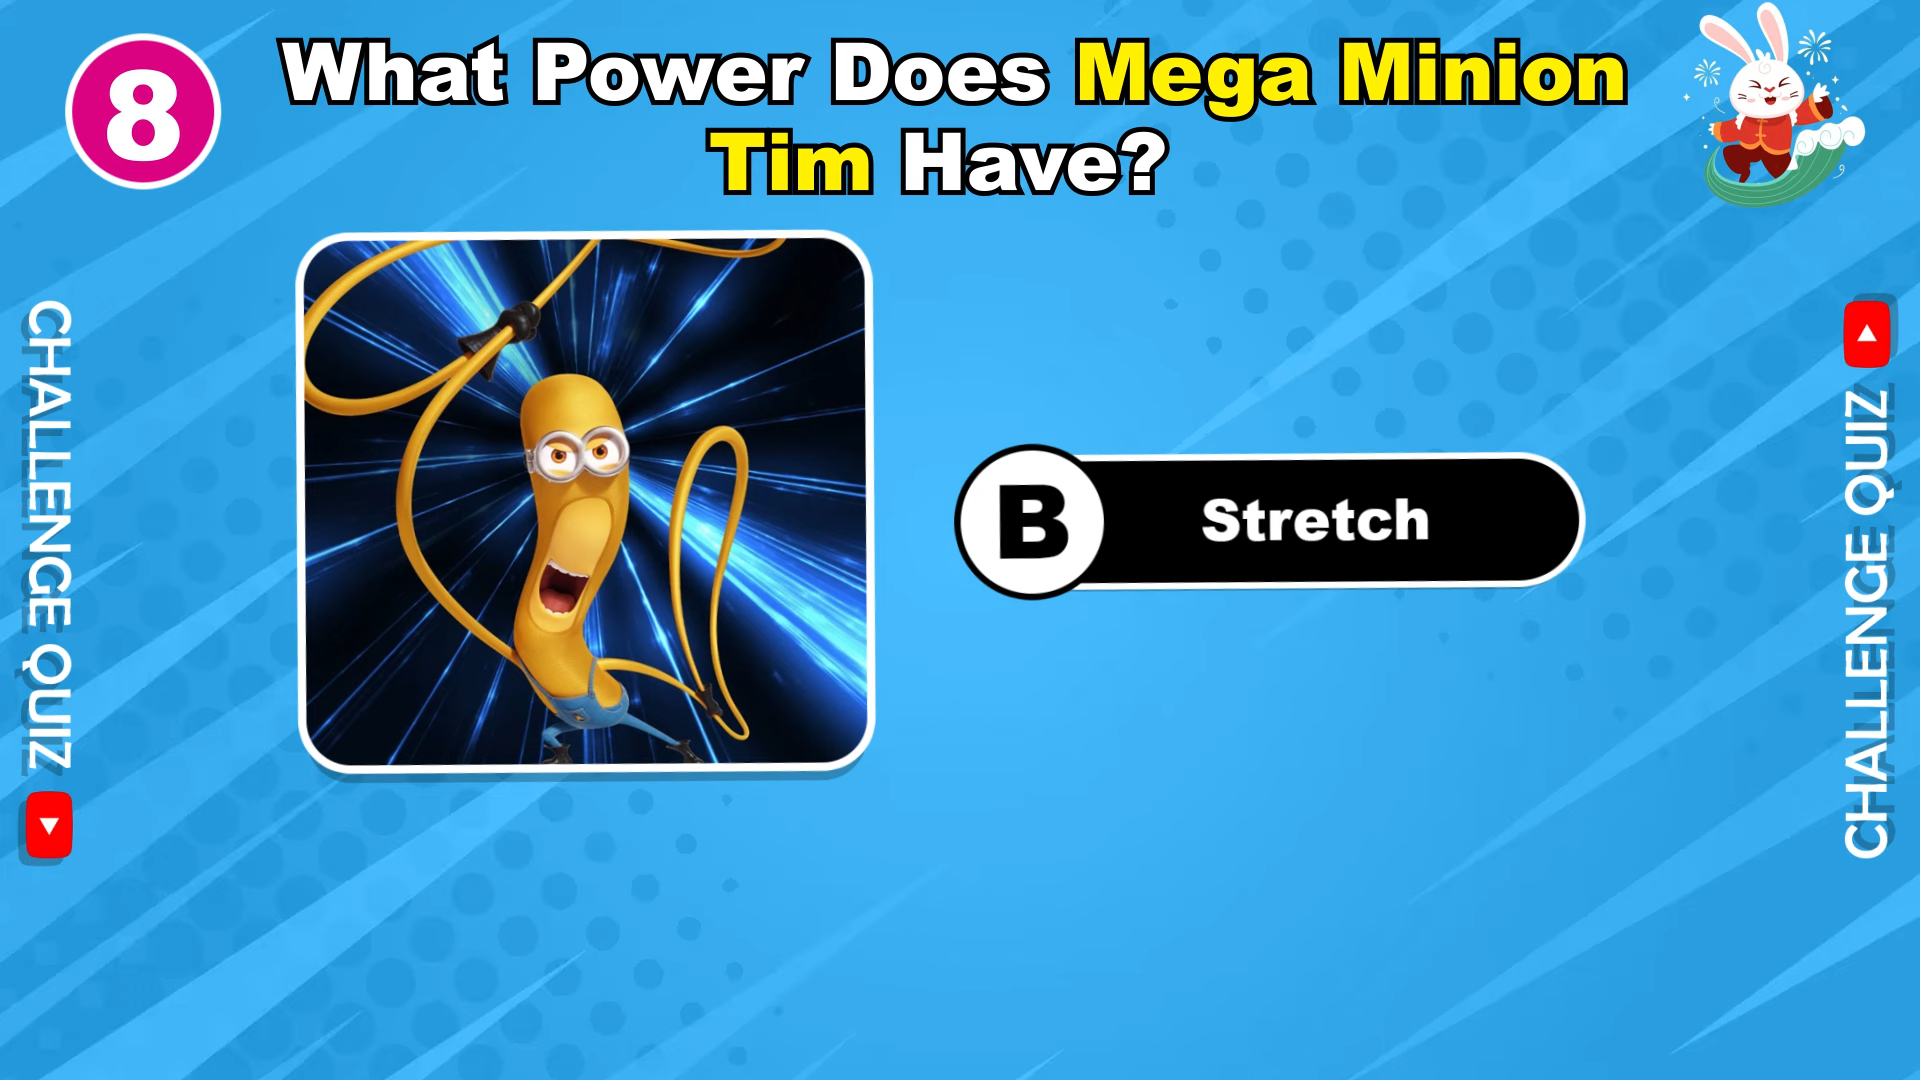 8
What Power Does Mega Minion
Tim Have?
CHALLENGE QUIZ
B
Stretch
CHALLENGE QUIZ